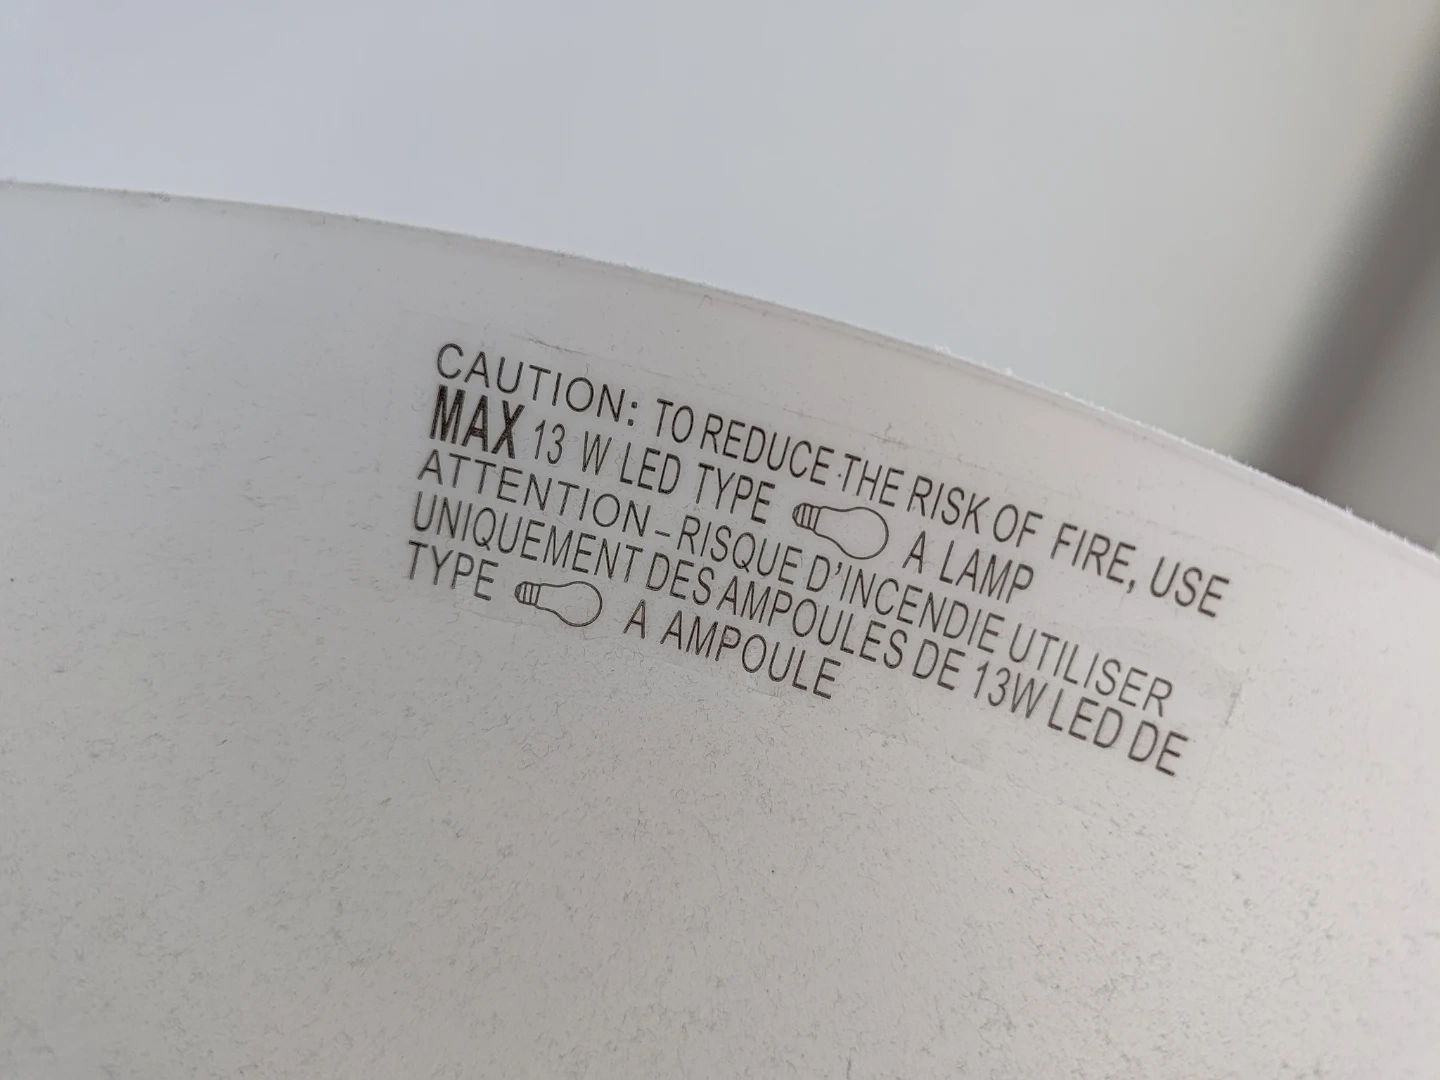 CAUTION: TO REDUCE THE RISK OF FIRE, USE
MAX 13 W LED TYPE A LAMP
ATTENTION – RISQUE D'INCENDIE UTILISER
UNIQUEMENT DES AMPOULES DE 13W LED DE
TYPE A AMPOULE